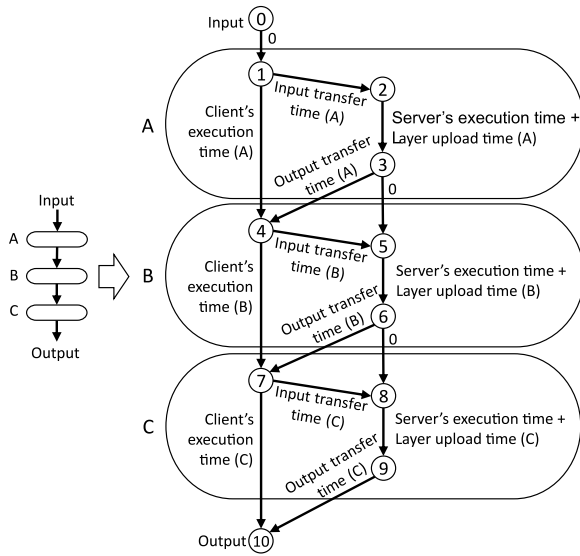 Input 0
0
1
Input transfer
time (A)
2
A
Client's
execution
time (A)
Server's execution time +
Layer upload time (A)
Output transfer
time (A)
3
0
4
Input transfer
time (B)
5
B
Client's
execution
time (B)
Server's execution time +
Layer upload time (B)
Output transfer
time (B)
6
0
7
Input transfer
time (C)
8
C
Client's
execution
time (C)
Server's execution time +
Layer upload time (C)
Output transfer
time (C)
9
Output 10
Input
A
B
C
Output